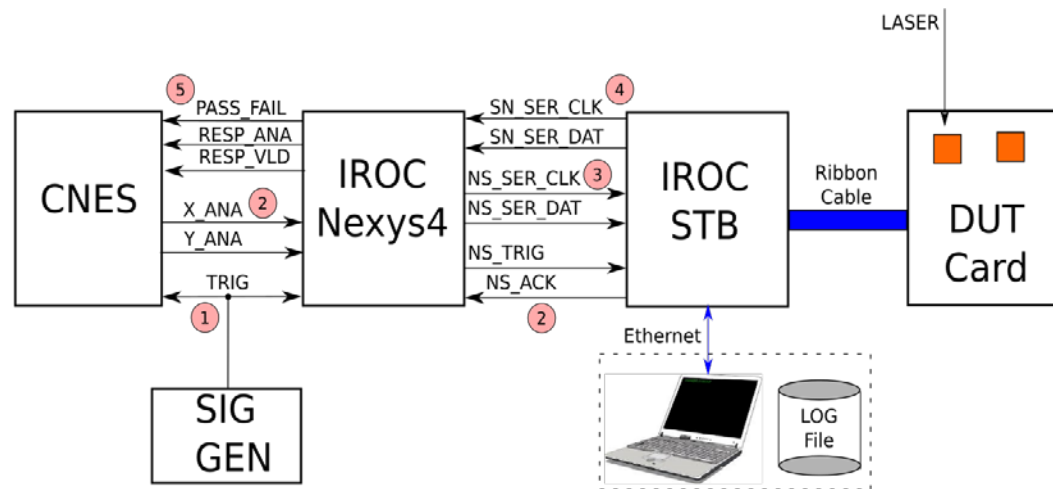 LASER
5
PASS_FAIL
RESP_ANA
RESP_VLD
CNES
X_ANA
2
Y_ANA
TRIG
1
IROC
Nexys4
SN_SER_CLK
4
SN_SER_DAT
NS_SER_CLK
3
NS_SER_DAT
NS_TRIG
NS_ACK
2
IROC
STB
Ribbon
Cable
DUT
Card
Ethernet
SIG
GEN
LOG
File